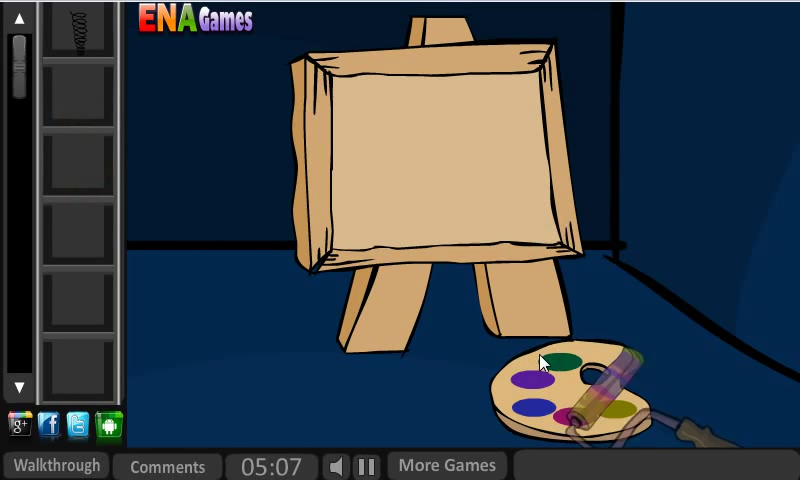 ENA Games
g+
f
t
Walkthrough
Comments
05:07
More Games